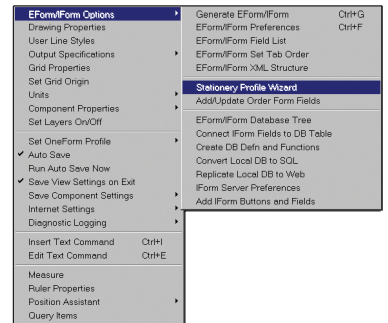 EForm/IForm Options
Drawing Properties
User Line Styles
Output Specifications
Grid Properties
Set Grid Origin
Units
Component Properties
Set Layers On/Off
Set OneForm Profile
Auto Save
Run Auto Save Now
Save View Settings on Exit
Save Component Settings
Internet Settings
Diagnostic Logging
Insert Text Command Ctrl+I
Edit Text Command Ctrl+E
Measure
Ruler Properties
Position Assistant
Query Items
Generate EForm/IForm Ctrl+G
EForm/IForm Preferences Ctrl+F
EForm/IForm Field List
EForm/IForm Set Tab Order
EForm/IForm XML Structure
Stationery Profile Wizard
Add/Update Order Form Fields
EForm/IForm Database Tree
Connect IForm Fields to DB Table
Create DB Defn and Functions
Convert Local DB to SQL
Replicate Local DB to Web
IForm Server Preferences
Add IForm Buttons and Fields